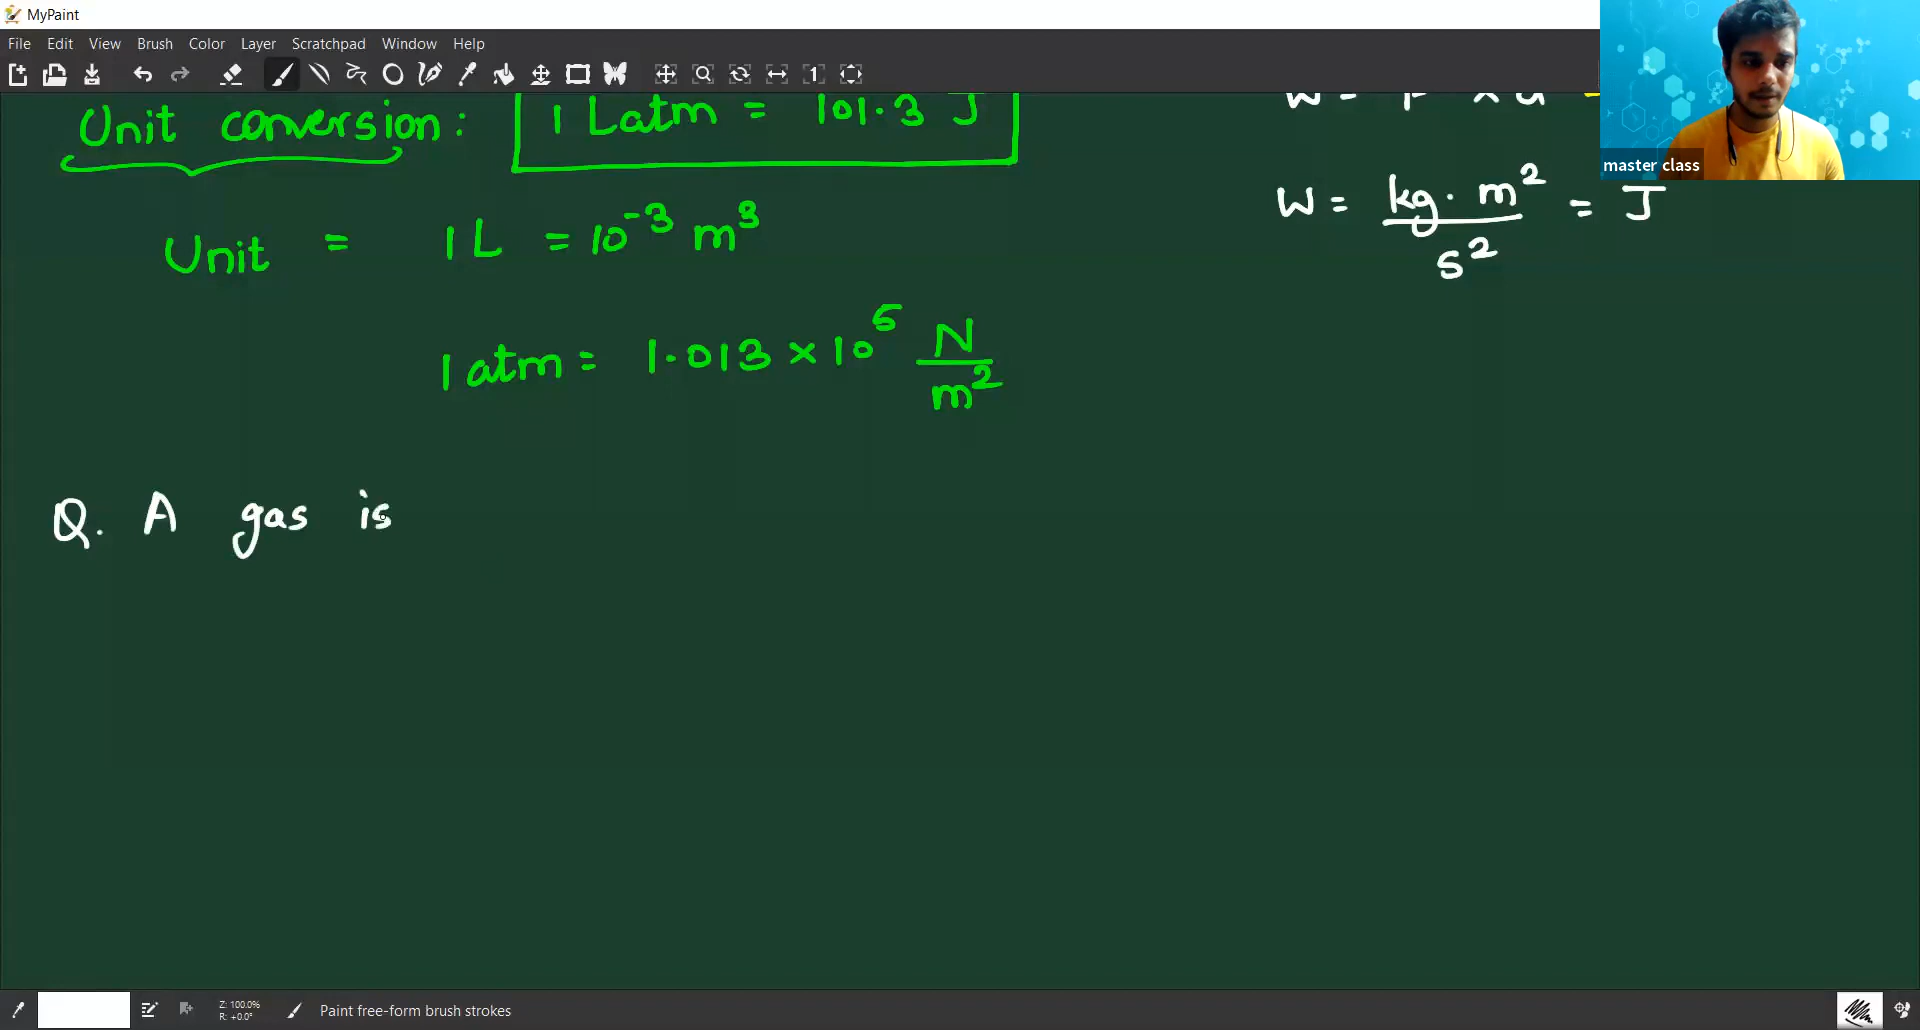 MyPaint
File Edit View Brush Color Layer Scratchpad Window Help
Unit conversion: 1 Latm = 101.3 J
Unit = 1 L = 10⁻³ m³
1 atm = 1.013 × 10⁵ N/m²
W = kg · m²/s² = J
master class
Q. A gas is
Z: 100.0%
R: +0.0°
Paint free-form brush strokes